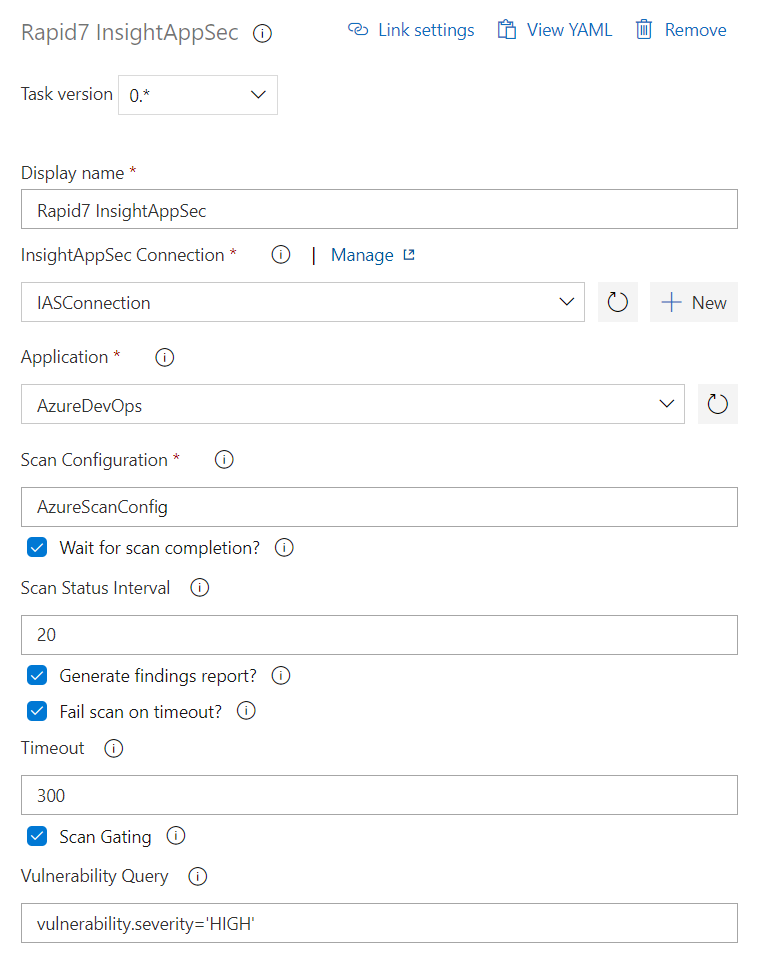 Rapid7 InsightAppSec Link settings View YAML Remove
Task version 0.*
Display name *
Rapid7 InsightAppSec
InsightAppSec Connection * | Manage
IASConnection New
Application *
AzureDevOps
Scan Configuration *
AzureScanConfig
Wait for scan completion?
Scan Status Interval
20
Generate findings report?
Fail scan on timeout?
Timeout
300
Scan Gating
Vulnerability Query
vulnerability.severity='HIGH'